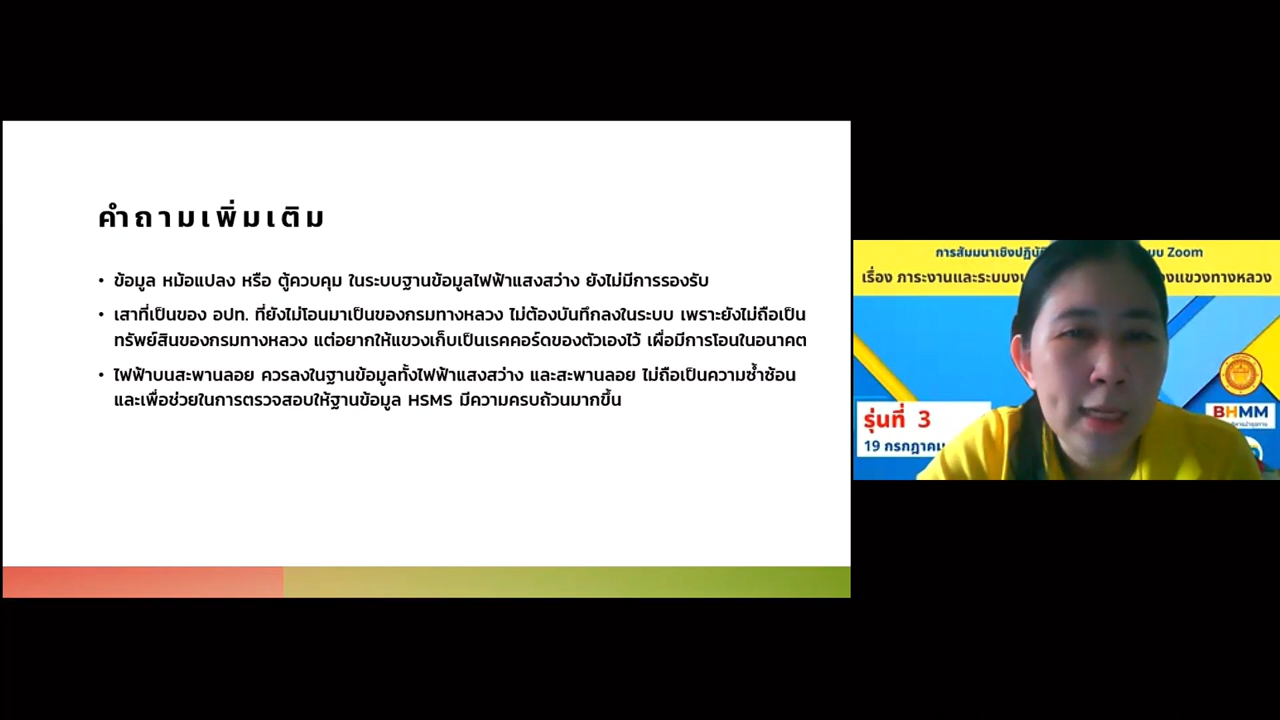 คำถามเพิ่มเติม
• ข้อมูล หม้อแปลง หรือ ตู้ควบคุม ในระบบฐานข้อมูลไฟฟ้าแสงสว่าง ยังไม่มีการรองรับ
• เสาที่เป็นของ อปท. ที่ยังไม่โอนมาเป็นของกรมทางหลวง ไม่ต้องบันทึกลงในระบบ เพราะยังไม่ถือเป็น
ทรัพย์สินของกรมทางหลวง แต่อยากให้แขวงเก็บเป็นเรคคอร์ดของตัวเองไว้ เผื่อมีการโอนในอนาคต
• ไฟฟ้าบนสะพานลอย ควรลงในฐานข้อมูลทั้งไฟฟ้าแสงสว่าง และสะพานลอย ไม่ถือเป็นความซ้ำซ้อน
และเพื่อช่วยในการตรวจสอบให้ฐานข้อมูล HSMS มีความครบถ้วนมากขึ้น
การสัมมนาเชิงปฏิบัติ Zoom
เรื่อง ภาระงานและระบบ แขวงทางหลวง
รุ่นที่ 3
19 กรกฎาคม
BHMM